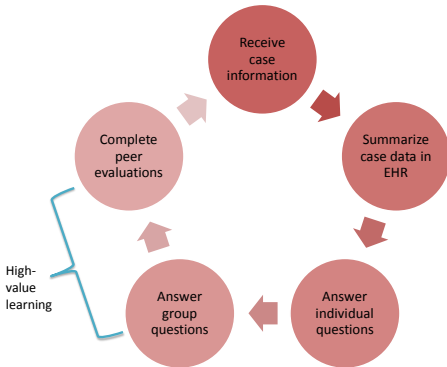 Receive
case
information
Summarize
case data in
EHR
Answer
individual
questions
Answer
group
questions
Complete
peer
evaluations
High-
value
learning